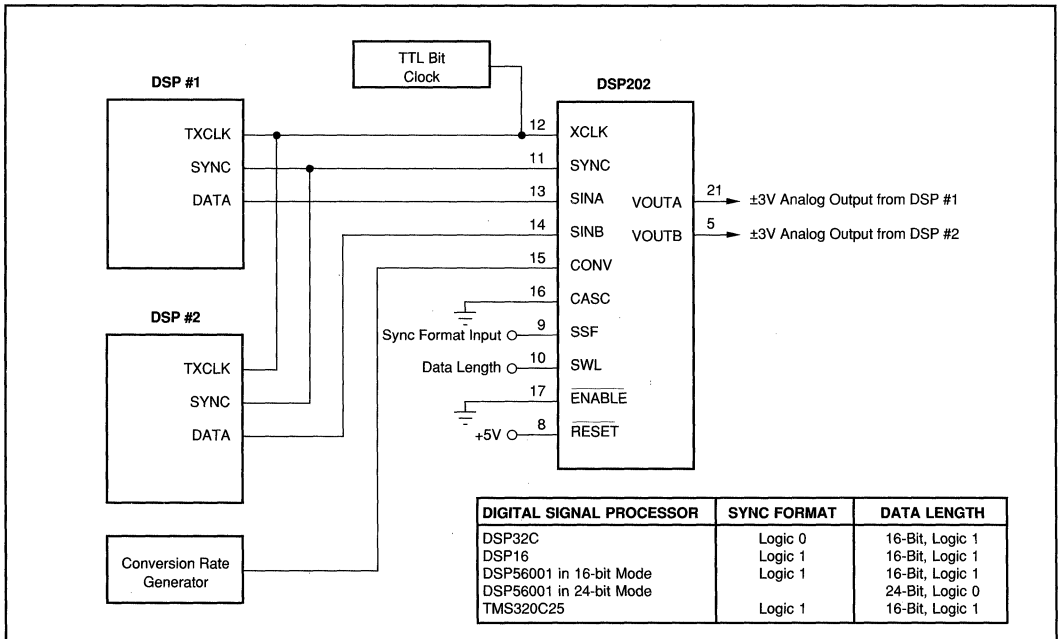 TTL Bit
Clock
DSP #1
DSP202
TXCLK
SYNC
DATA
12
11
13
14
15
16
9
10
17
8
XCLK
SYNC
SINA
SINB
CONV
CASC
SSF
SWL
ENABLE
RESET
VOUTA
VOUTB
21
5
±3V Analog Output from DSP #1
±3V Analog Output from DSP #2
DSP #2
TXCLK
SYNC
DATA
Sync Format Input
Data Length
+5V
Conversion Rate
Generator
DIGITAL SIGNAL PROCESSOR SYNC FORMAT DATA LENGTH
DSP32C Logic 0 16-Bit, Logic 1
DSP16 Logic 1 16-Bit, Logic 1
DSP56001 in 16-bit Mode Logic 1 16-Bit, Logic 1
DSP56001 in 24-bit Mode 24-Bit, Logic 0
TMS320C25 Logic 1 16-Bit, Logic 1